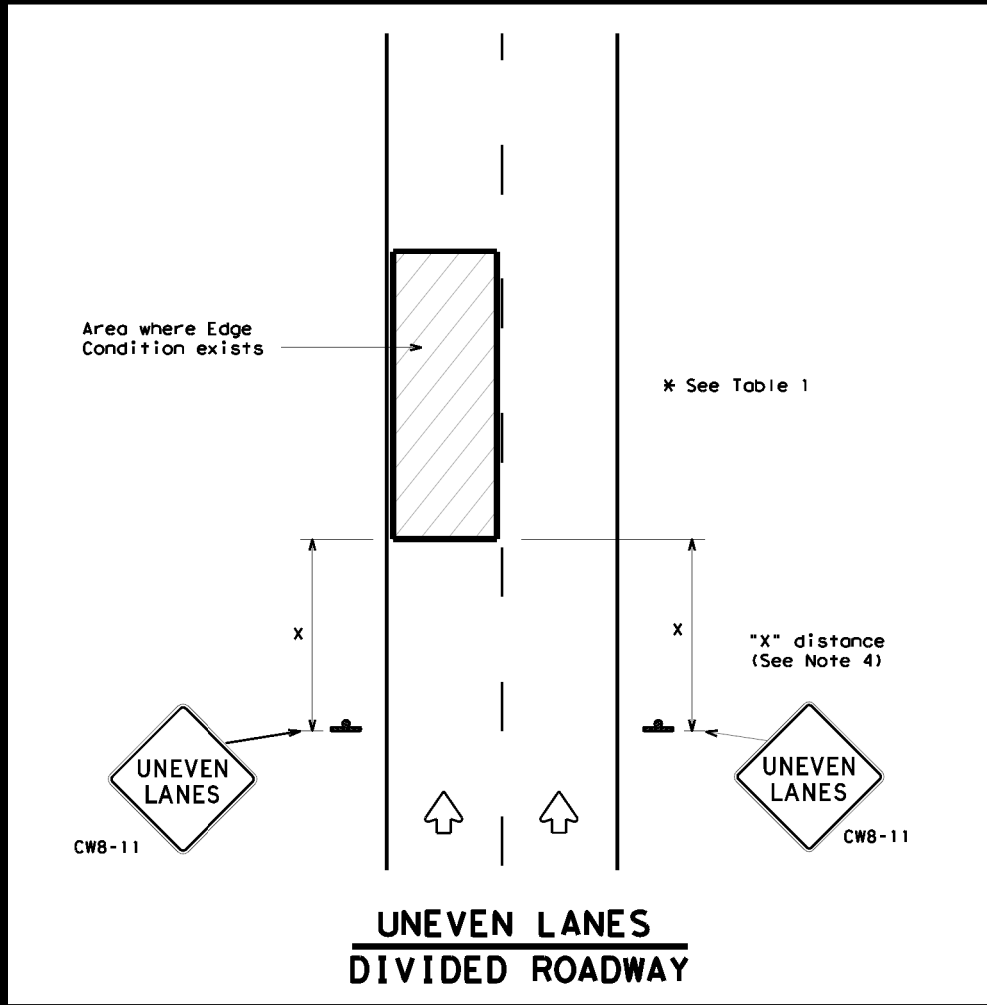 Area where Edge
Condition exists
* See Table 1
X
X
"X" distance
(See Note 4)
UNEVEN
LANES
CW8-11
UNEVEN
LANES
CW8-11
UNEVEN LANES
DIVIDED ROADWAY